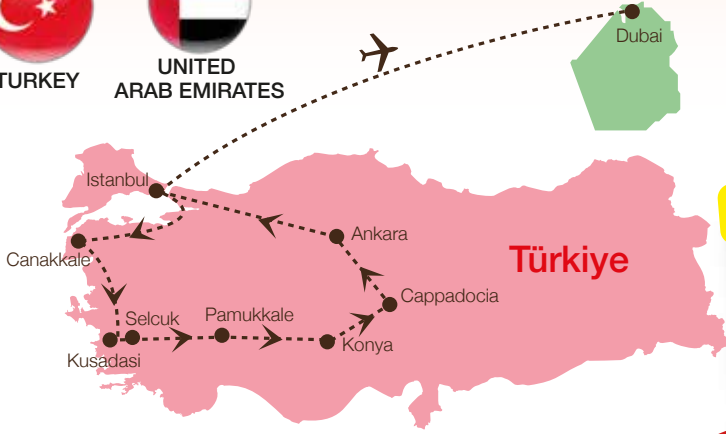 TURKEY
UNITED
ARAB EMIRATES
Dubai
Istanbul
Canakkale
Ankara
Türkiye
Cappadocia
Selcuk
Pamukkale
Konya
Kusadasi